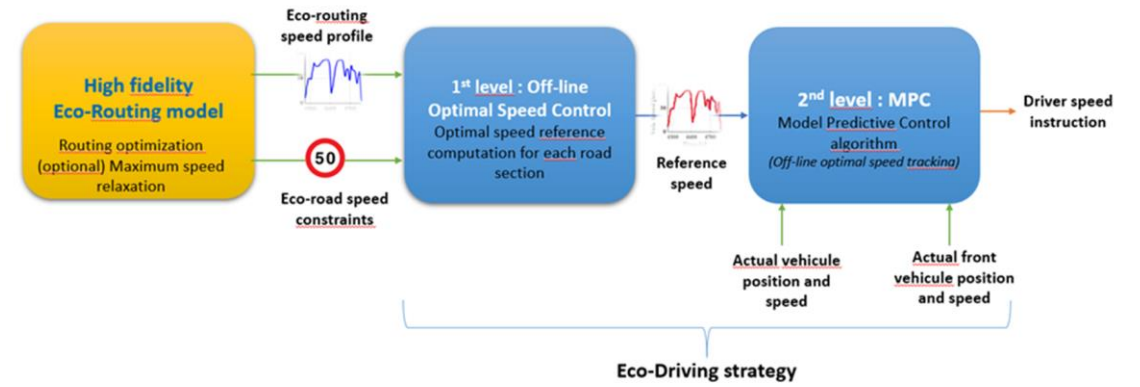 Eco-routing
speed profile
High fidelity
Eco-Routing model
Routing optimization
(optional) Maximum speed
relaxation
50
Eco-road speed
constraints
1st level : Off-line
Optimal Speed Control
Optimal speed reference
computation for each road
section
Reference
speed
2nd level : MPC
Model Predictive Control
algorithm
(Off-line optimal speed tracking)
Driver speed
instruction
Actual vehicule
position and
speed
Actual front
vehicule position
and speed
Eco-Driving strategy